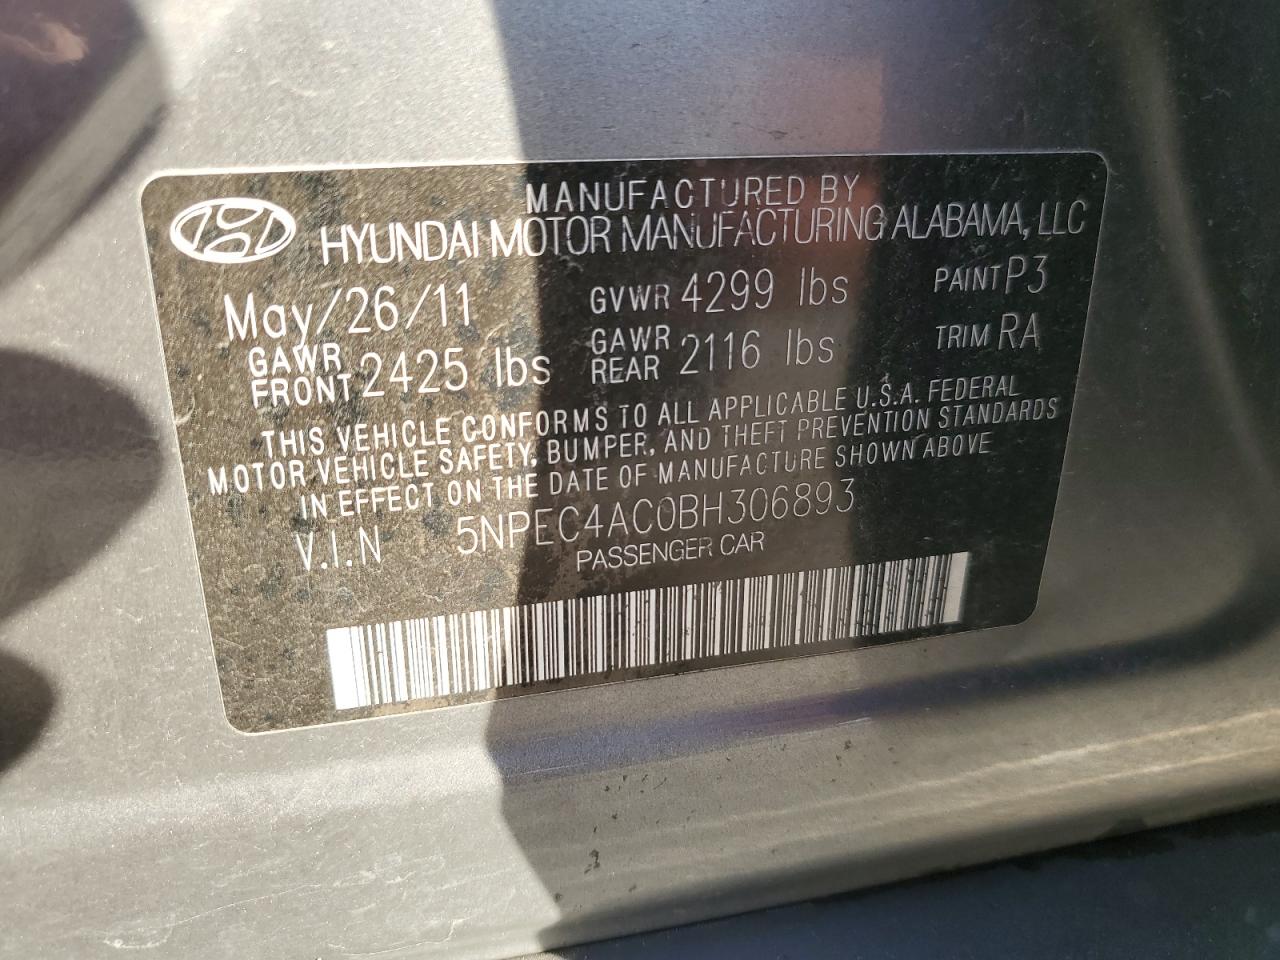 MANUFACTURED BY
HYUNDAI MOTOR MANUFACTURING ALABAMA, LLC
May/26/11 GVWR 4299 lbs PAINT P3
GAWR FRONT 2425 lbs GAWR REAR 2116 lbs TRIM RA
THIS VEHICLE CONFORMS TO ALL APPLICABLE U.S.A. FEDERAL
MOTOR VEHICLE SAFETY, BUMPER, AND THEFT PREVENTION STANDARDS
IN EFFECT ON THE DATE OF MANUFACTURE SHOWN ABOVE
V.I.N 5NPEC4AC0BH306893
PASSENGER CAR